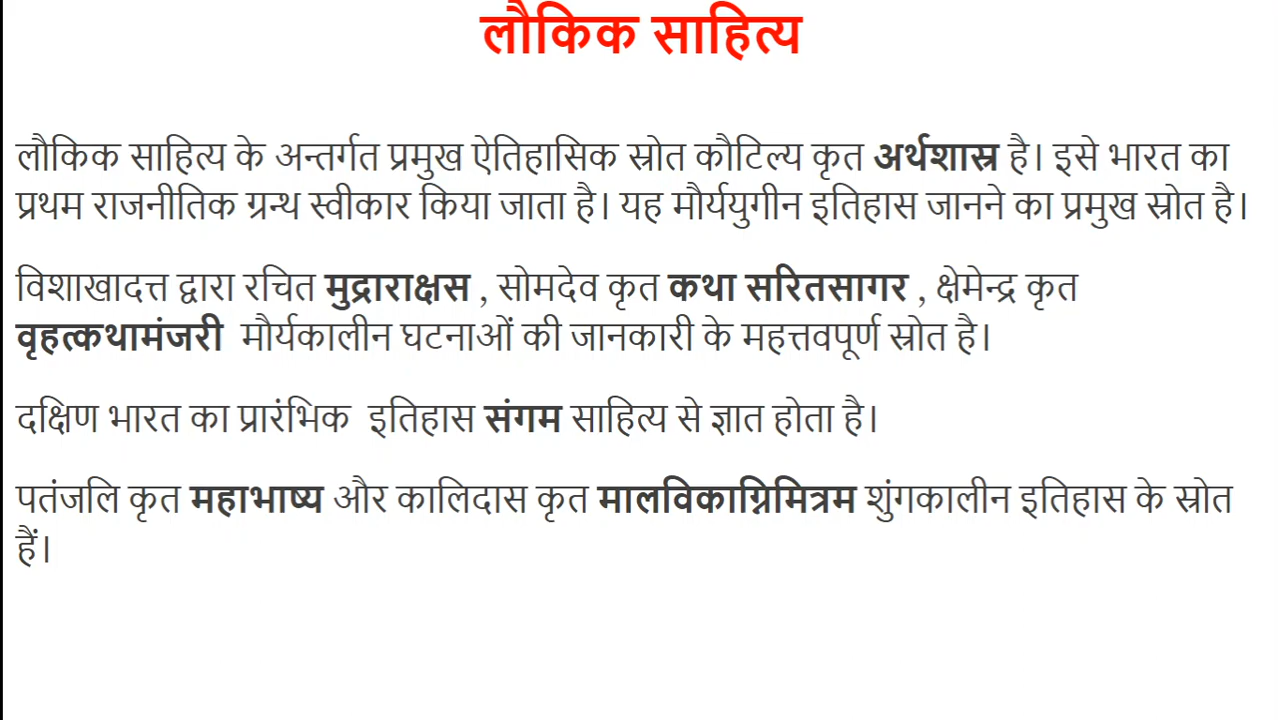 लौकिक साहित्य
लौकिक साहित्य के अन्तर्गत प्रमुख ऐतिहासिक स्रोत कौटिल्य कृत अर्थशास्त्र है। इसे भारत का
प्रथम राजनीतिक ग्रन्थ स्वीकार किया जाता है। यह मौर्ययुगीन इतिहास जानने का प्रमुख स्रोत है।
विशाखादत्त द्वारा रचित मुद्राराक्षस , सोमदेव कृत कथा सरितसागर , क्षेमेन्द्र कृत
वृहत्कथामंजरी मौर्यकालीन घटनाओं की जानकारी के महत्तवपूर्ण स्रोत है।
दक्षिण भारत का प्रारंभिक इतिहास संगम साहित्य से ज्ञात होता है।
पतंजलि कृत महाभाष्य और कालिदास कृत मालविकाग्निमित्रम शुंगकालीन इतिहास के स्रोत
हैं।